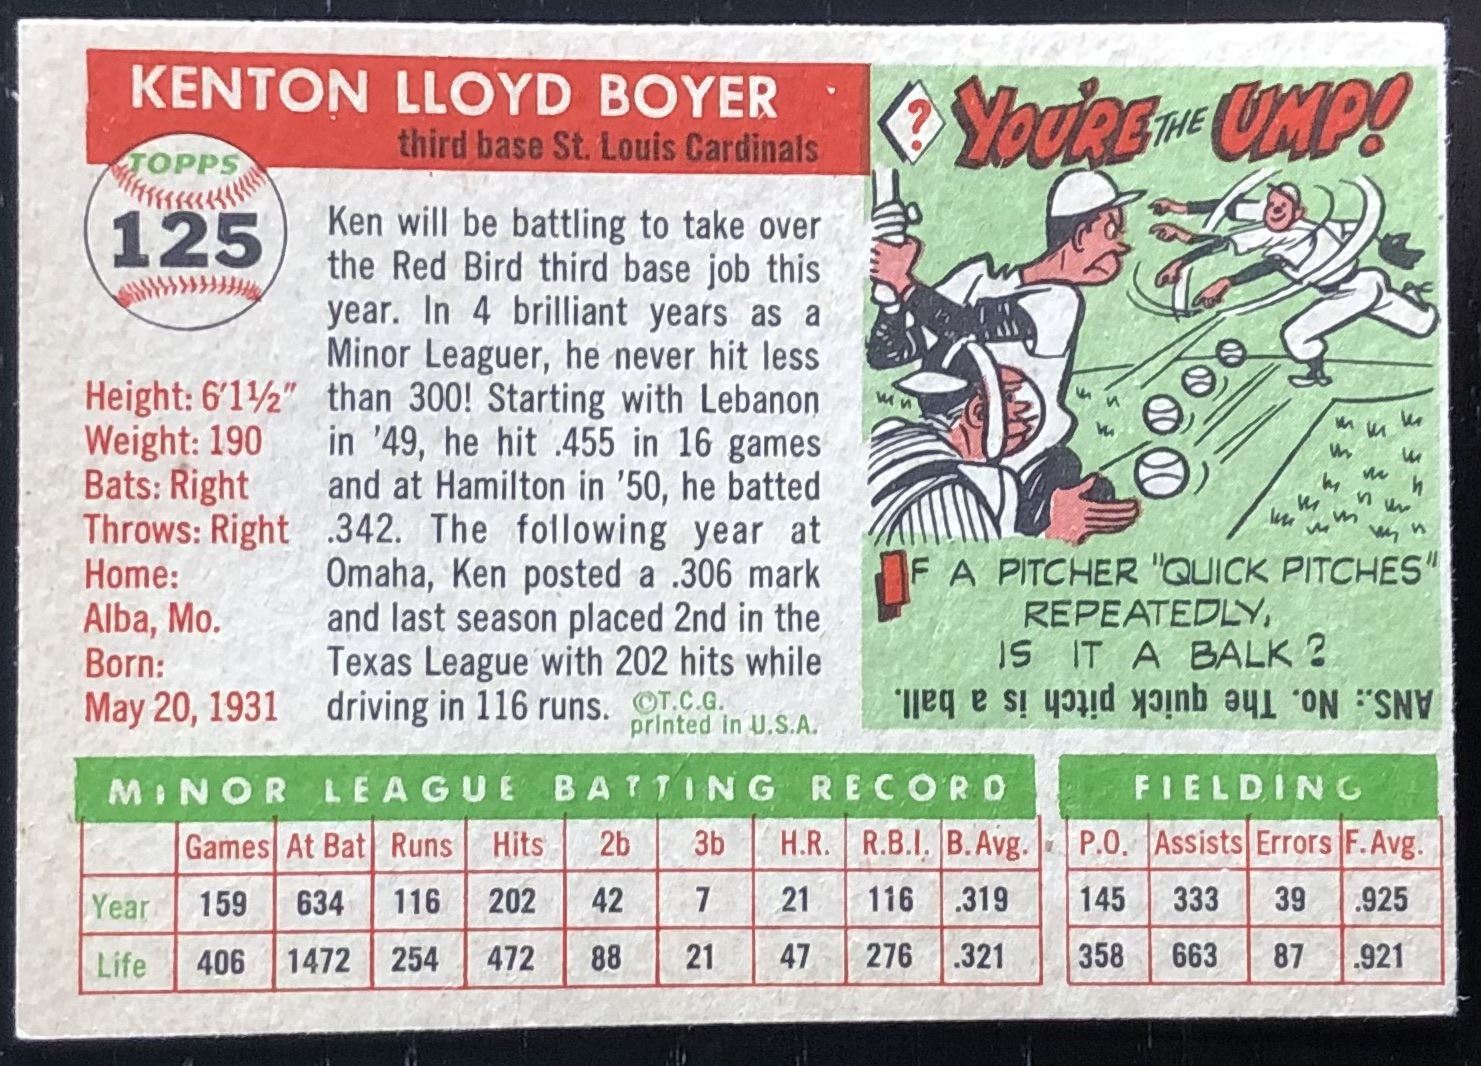 KENTON LLOYD BOYER
third base St. Louis Cardinals
TOPPS
125
Height: 6'1½"
Weight: 190
Bats: Right
Throws: Right
Home:
Alba, Mo.
Born:
May 20, 1931
Ken will be battling to take over
the Red Bird third base job this
year. In 4 brilliant years as a
Minor Leaguer, he never hit less
than 300! Starting with Lebanon
in '49, he hit .455 in 16 games
and at Hamilton in '50, he batted
.342. The following year at
Omaha, Ken posted a .306 mark
and last season placed 2nd in the
Texas League with 202 hits while
driving in 116 runs.
©T.C.G.
printed in U.S.A.
? YOU'RE THE UMP!
IF A PITCHER "QUICK PITCHES"
REPEATEDLY,
IS IT A BALK?
ANS.: No. The quick pitch is a ball.
MINOR LEAGUE BATTING RECORD
Games At Bat Runs Hits 2b 3b H.R. R.B.I. B. Avg.
Year 159 634 116 202 42 7 21 116 .319
Life 406 1472 254 472 88 21 47 276 .321
FIELDING
P.O. Assists Errors F. Avg.
145 333 39 .925
358 663 87 .921